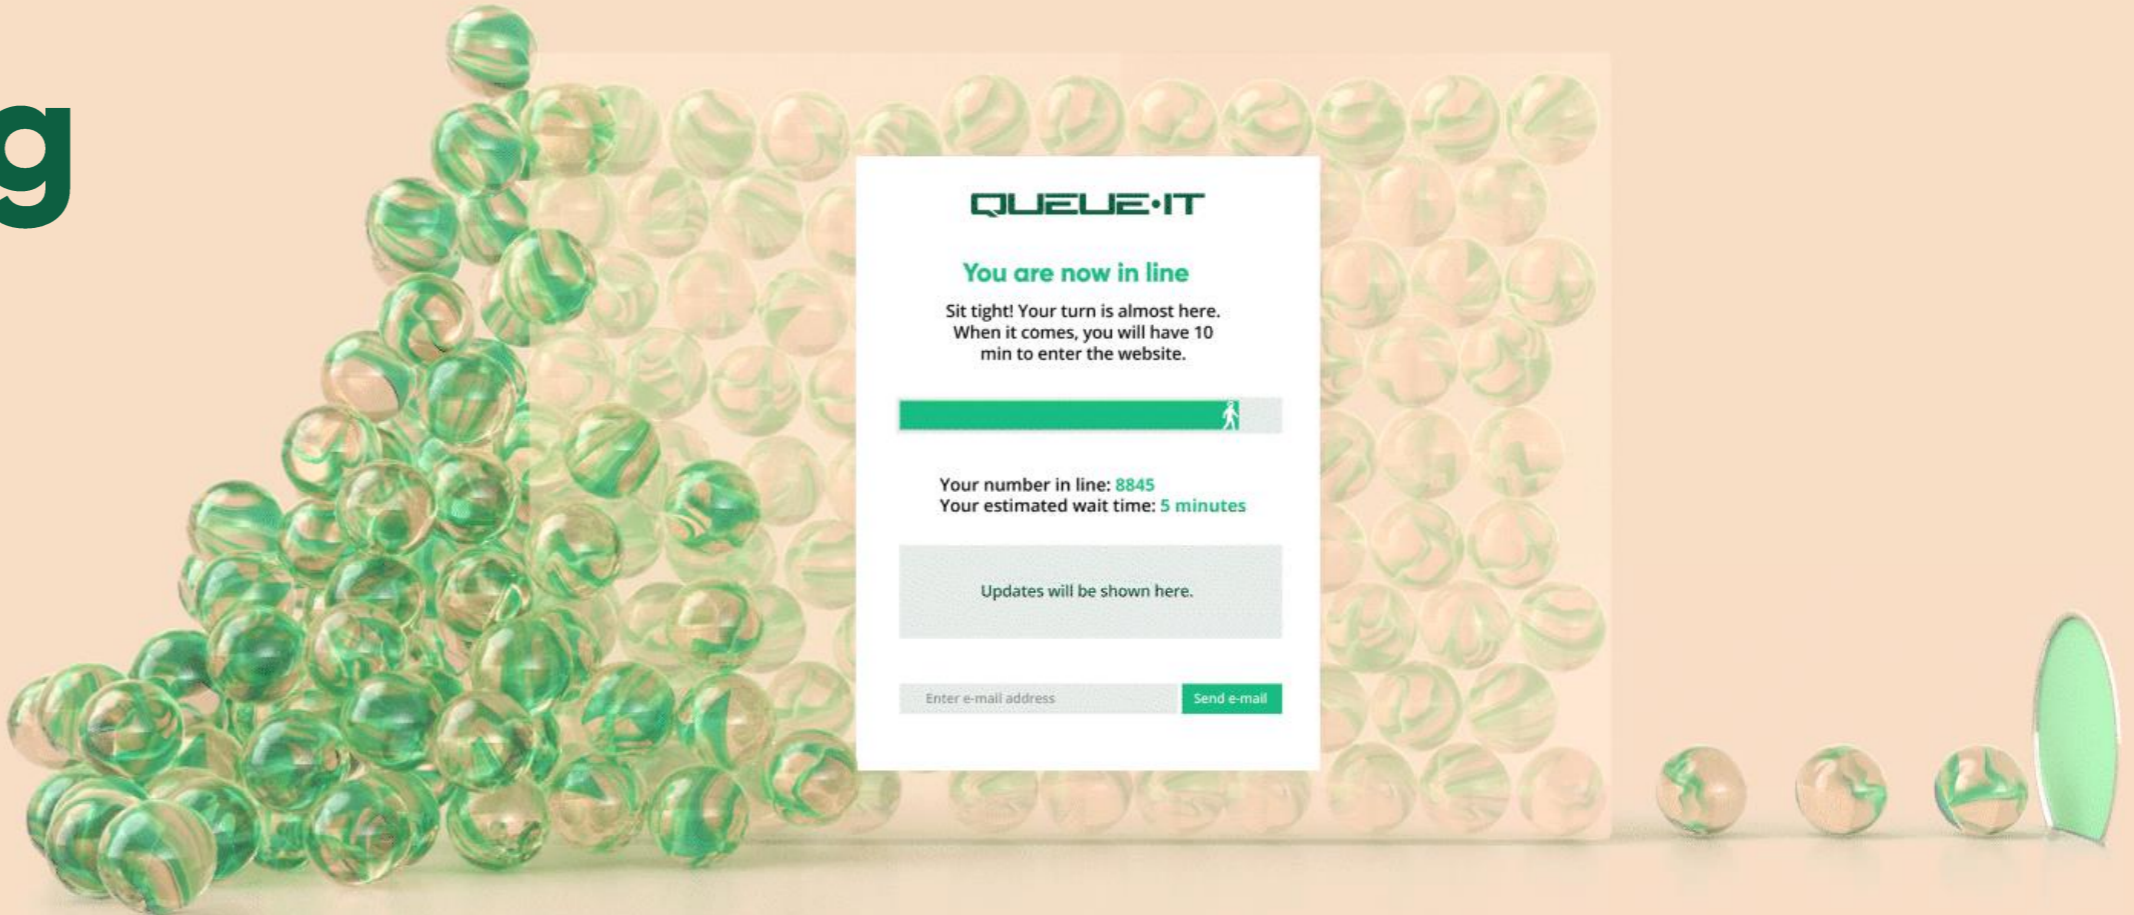 g
QUEUE•IT
You are now in line
Sit tight! Your turn is almost here.
When it comes, you will have 10
min to enter the website.
Your number in line: 8845
Your estimated wait time: 5 minutes
Updates will be shown here.
Enter e-mail address Send e-mail